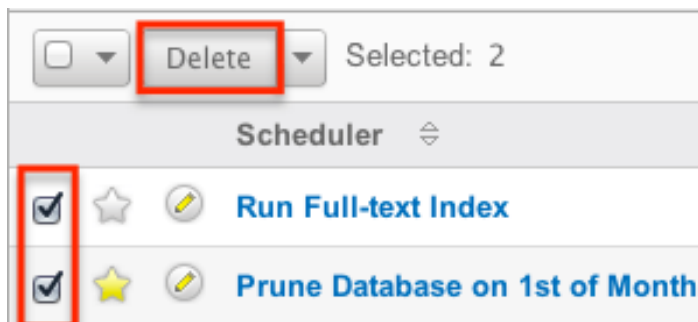 Delete Selected: 2
Scheduler
Run Full-text Index
Prune Database on 1st of Month